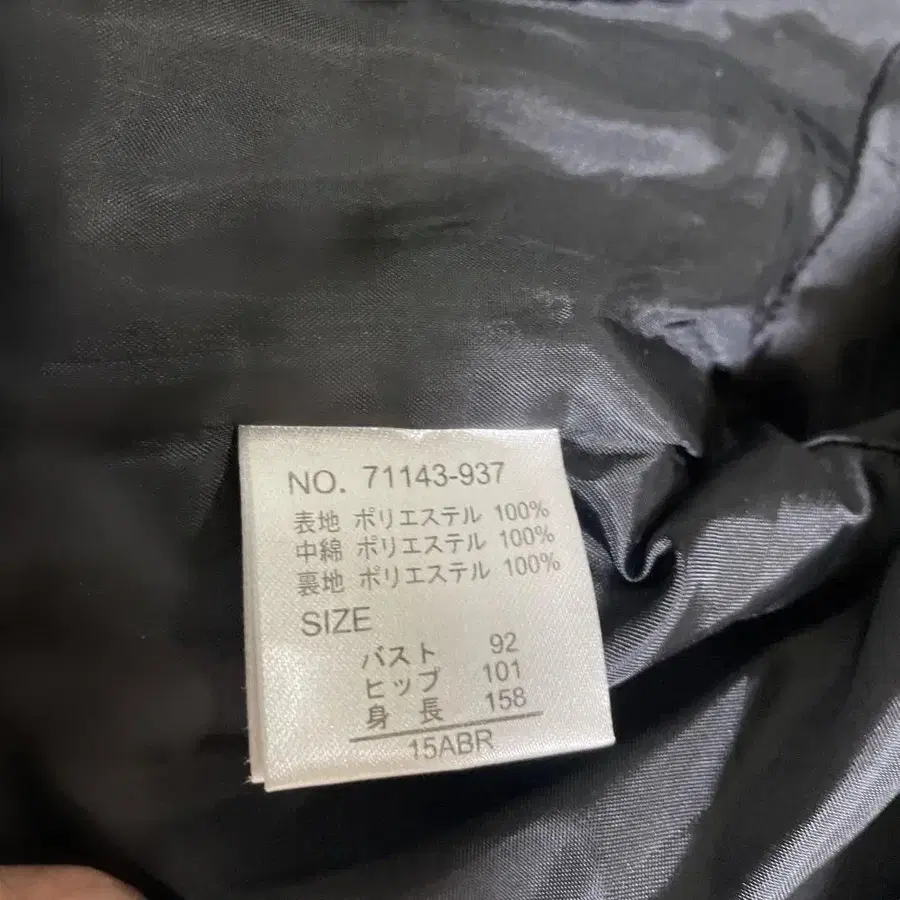 NO. 71143-937
表地 ポリエステル 100%
中綿 ポリエステル 100%
裏地 ポリエステル 100%
SIZE
バスト 92
ヒップ 101
身長 158
15ABR